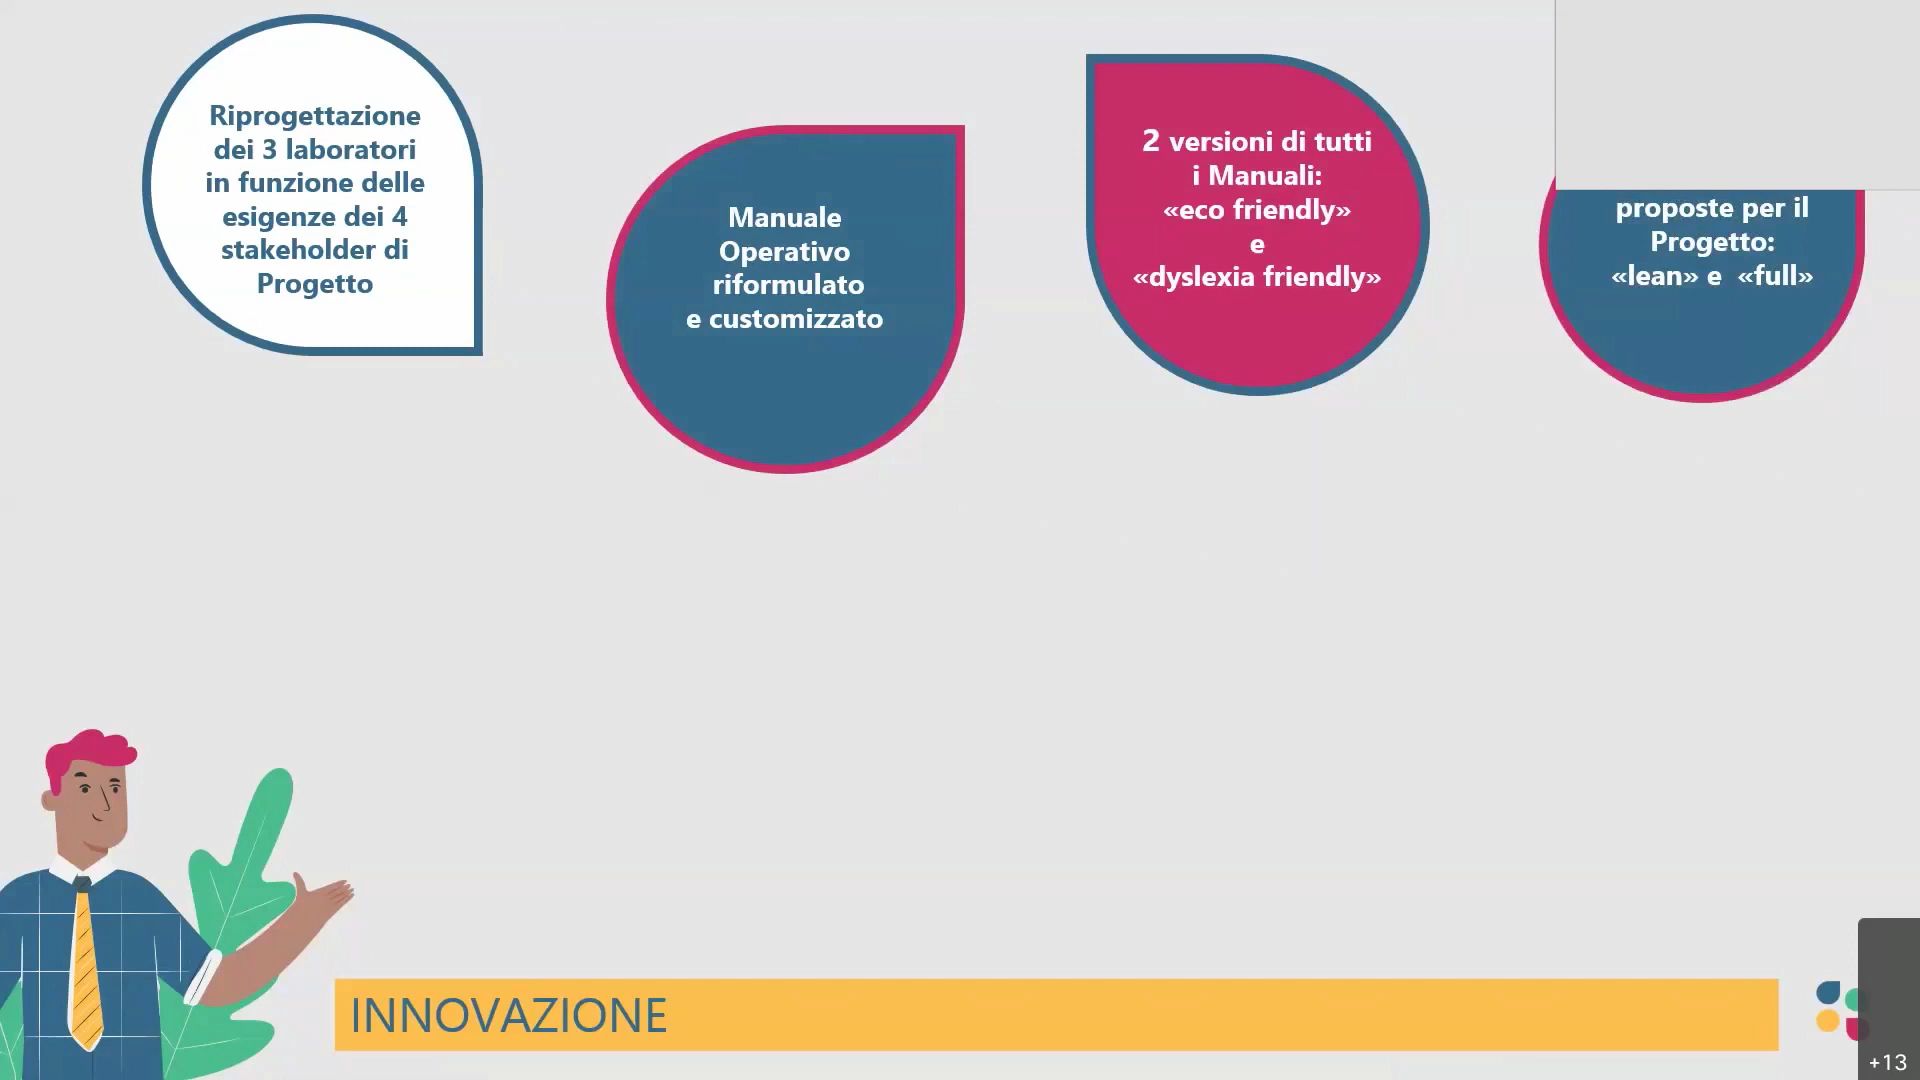 Riprogettazione
dei 3 laboratori
in funzione delle
esigenze dei 4
stakeholder di
Progetto
Manuale
Operativo
riformulato
e customizzato
2 versioni di tutti
i Manuali:
«eco friendly»
e
«dyslexia friendly»
proposte per il
Progetto:
«lean» e «full»
INNOVAZIONE
+13